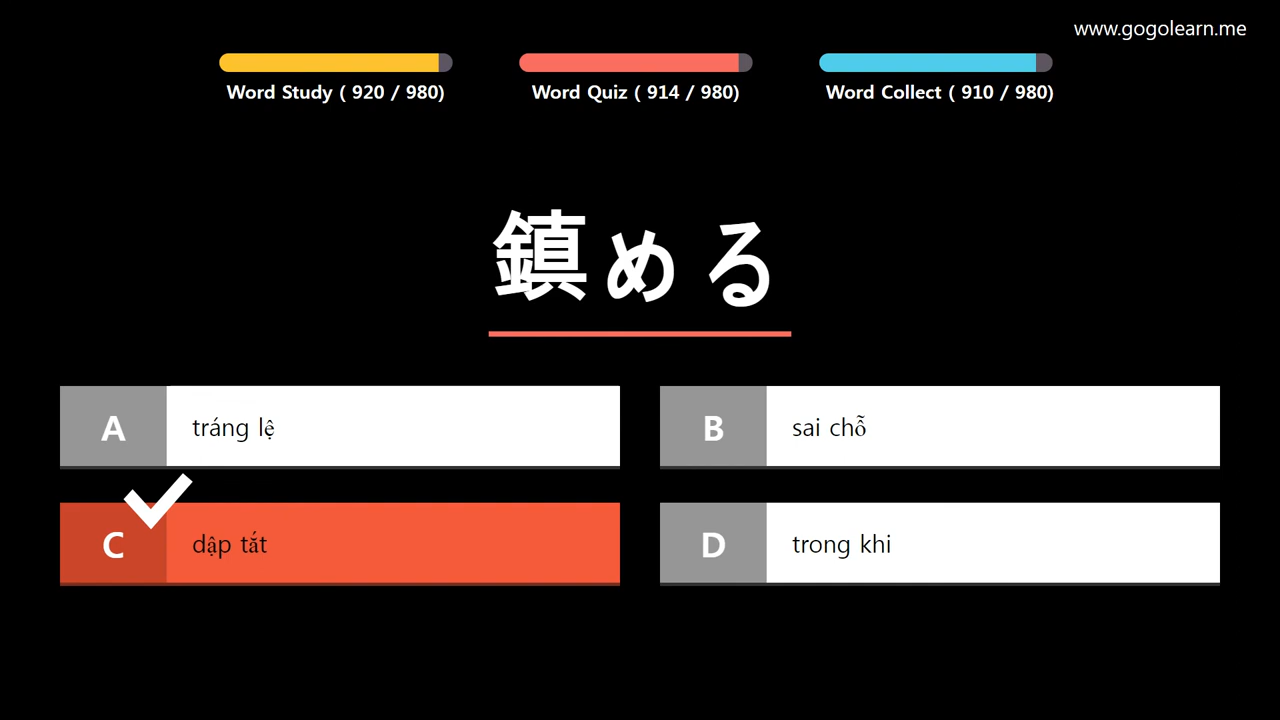 www.gogolearn.me
Word Study ( 920 / 980)
Word Quiz ( 914 / 980)
Word Collect ( 910 / 980)
鎮める
A tráng lệ
B sai chỗ
C dập tắt
D trong khi